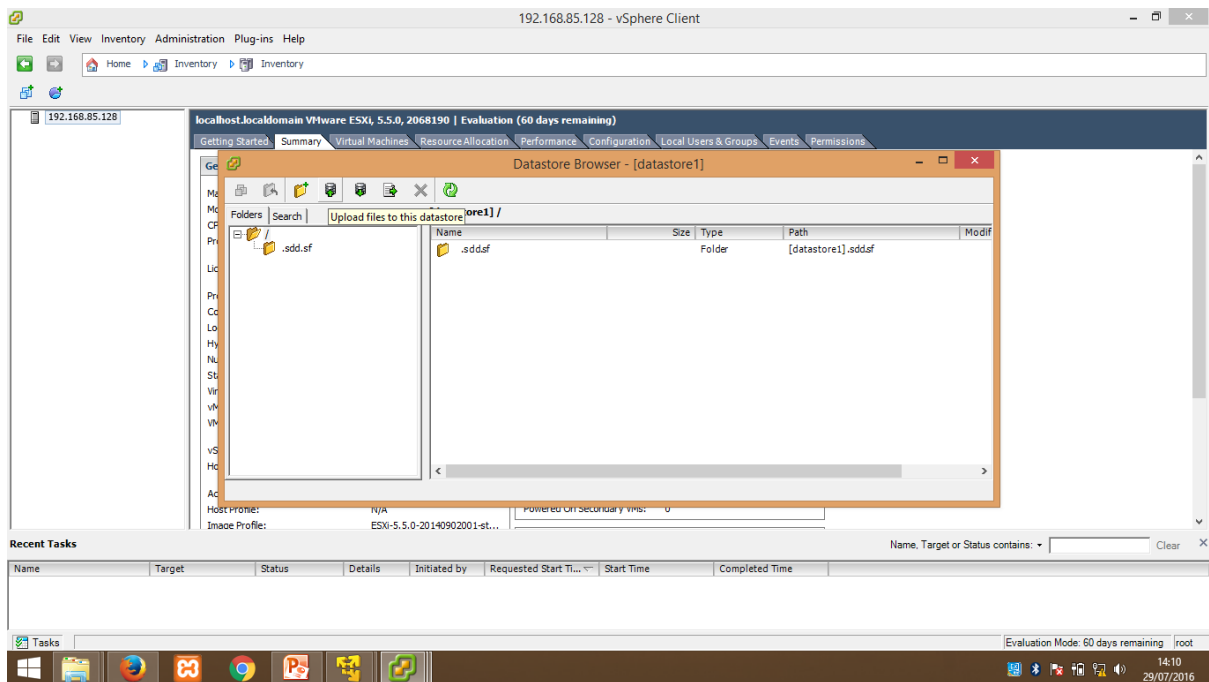 192.168.85.128 - vSphere Client
File Edit View Inventory Administration Plug-ins Help
Home Inventory Inventory
192.168.85.128
localhost.localdomain VMware ESXi, 5.5.0, 2068190 | Evaluation (60 days remaining)
Getting Started Summary Virtual Machines Resource Allocation Performance Configuration Local Users & Groups Events Permissions
Datastore Browser - [datastore1]
Folders Search
Upload files to this datastore
/
.sdd.sf
Name Size Type Path Modif
.sdd.sf Folder [datastore1] .sdd.sf
Host Profile: N/A
Powered On Secondary VMs: 0
Image Profile: ESXi-5.5.0-20140902001-st...
Recent Tasks
Name, Target or Status contains: Clear
Name Target Status Details Initiated by Requested Start Ti... Start Time Completed Time
Tasks
Evaluation Mode: 60 days remaining root
14:10
29/07/2016